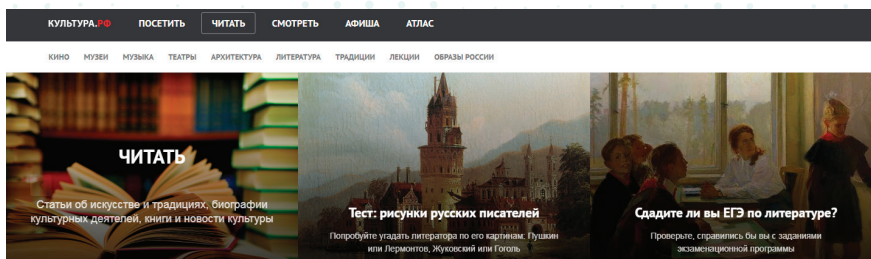 КУЛЬТУРА.РФ ПОСЕТИТЬ ЧИТАТЬ СМОТРЕТЬ АФИША АТЛАС
КИНО МУЗЕИ МУЗЫКА ТЕАТРЫ АРХИТЕКТУРА ЛИТЕРАТУРА ТРАДИЦИИ ЛЕКЦИИ ОБРАЗЫ РОССИИ
ЧИТАТЬ
Статьи об искусстве и традициях, биографии
культурных деятелей, книги и новости культуры
Тест: рисунки русских писателей
Попробуйте угадать литератора по его картинам: Пушкин
или Лермонтов, Жуковский или Гоголь
Сдадите ли вы ЕГЭ по литературе?
Проверьте, справились бы вы с заданиями
экзаменационной программы